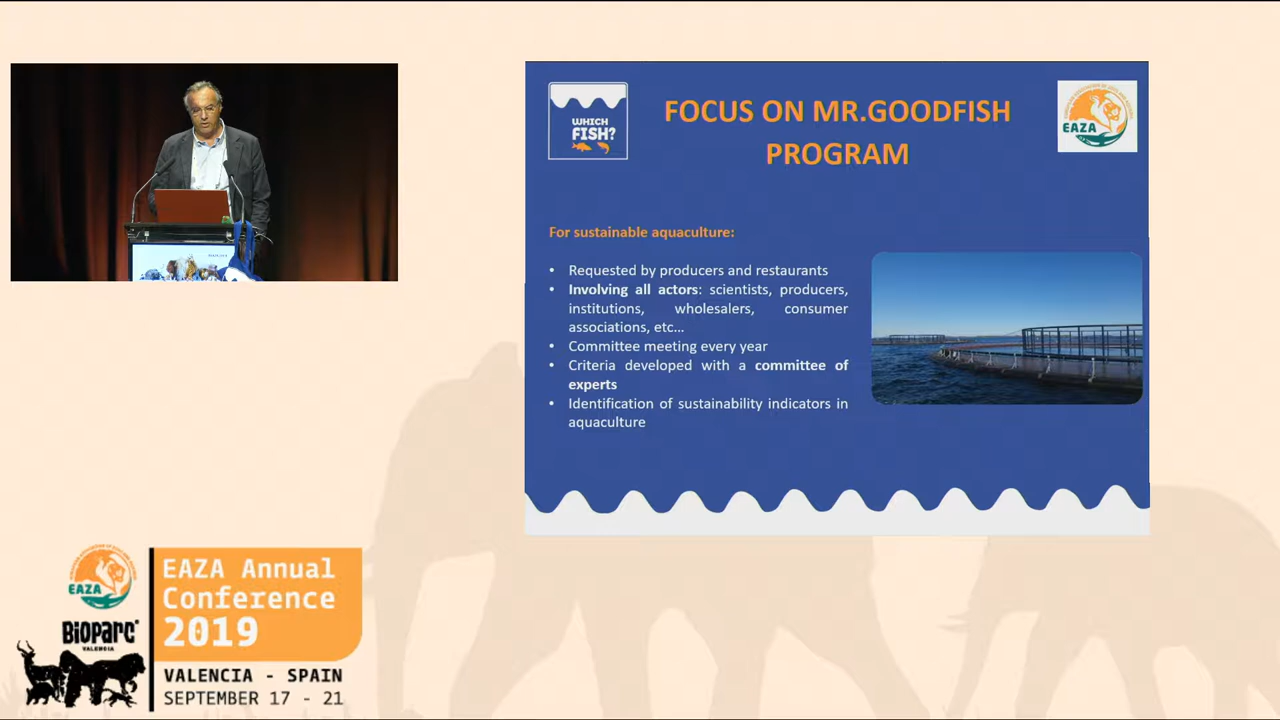 WHICH
FISH?
FOCUS ON MR.GOODFISH
PROGRAM
EAZA
For sustainable aquaculture:
• Requested by producers and restaurants
• Involving all actors: scientists, producers,
institutions, wholesalers, consumer
associations, etc…
• Committee meeting every year
• Criteria developed with a committee of
experts
• Identification of sustainability indicators in
aquaculture
EAZA
BIOPARC
VALENCIA
EAZA Annual
Conference
2019
VALENCIA - SPAIN
SEPTEMBER 17 - 21